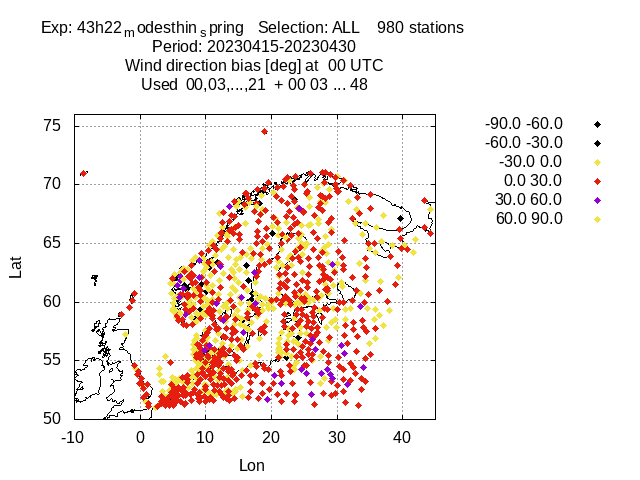 Exp: 43h22modesthinspring Selection: ALL 980 stations
Period: 20230415-20230430
Wind direction bias [deg] at 00 UTC
Used 00,03,...,21 + 00 03 ... 48
-90.0 -60.0
-60.0 -30.0
-30.0 0.0
0.0 30.0
30.0 60.0
60.0 90.0
75
70
65
60
55
50
Lat
-10 0 10 20 30 40
Lon